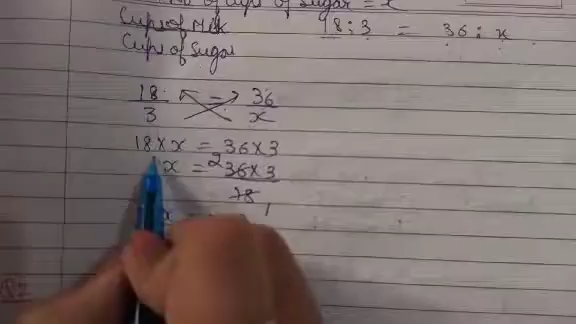 of cups of Sugar = x
Cups of Milk 18 : 3 = 36 : x
Cups of Sugar
18 = 36
3 x
18 × x = 36 × 3
x = 2 36 × 3
18 1
x